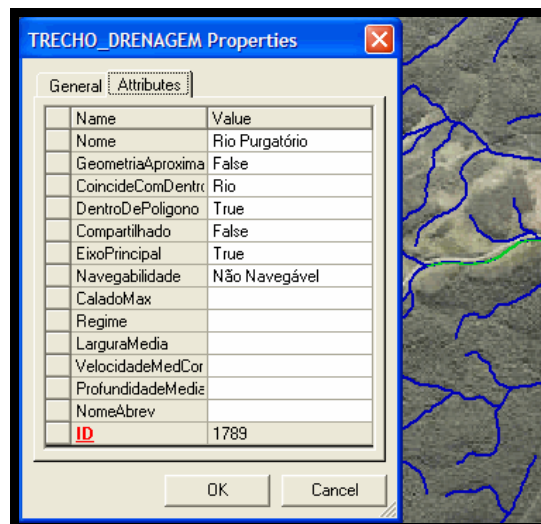 TRECHO_DRENAGEM Properties
General Attributes
Name Value
Nome Rio Purgatório
GeometriaAproxima False
CoincideComDentr Rio
DentroDePoligono True
Compartilhado False
EixoPrincipal True
Navegabilidade Não Navegável
CaladoMax
Regime
LarguraMedia
VelocidadeMedCor
ProfundidadeMedia
NomeAbrev
ID 1789
OK Cancel